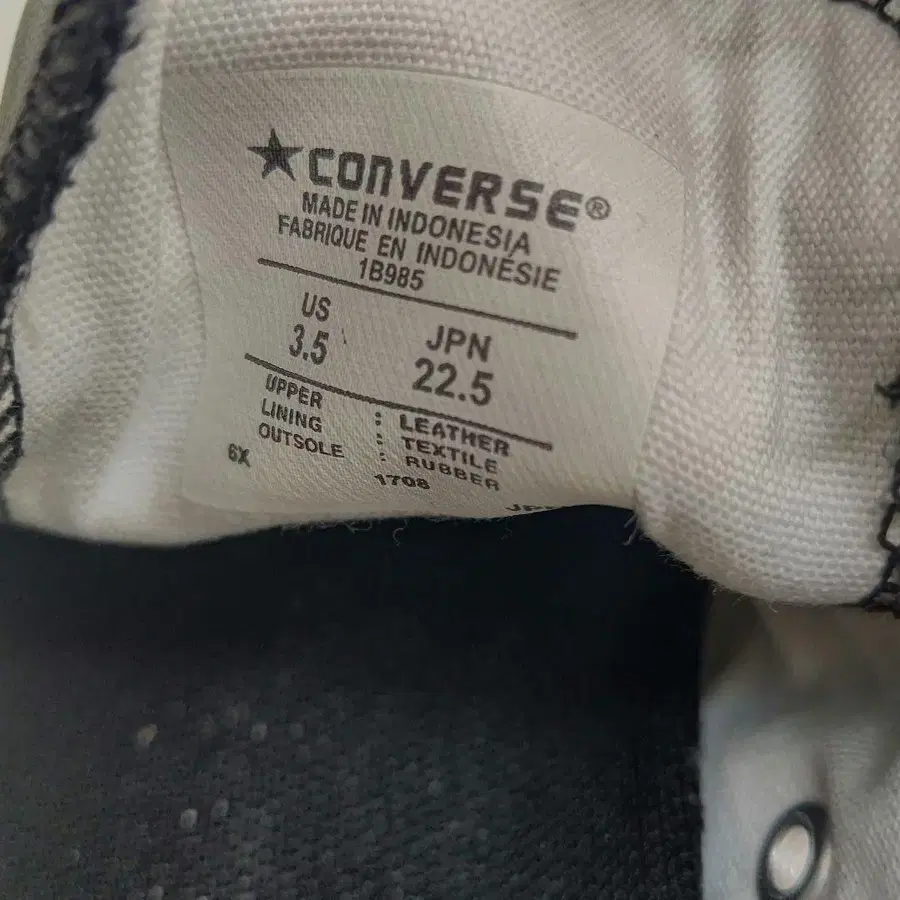 CONVERSE®
MADE IN INDONESIA
FABRIQUE EN INDONÉSIE
1B985
US JPN
3.5 22.5
UPPER : LEATHER
LINING : TEXTILE
OUTSOLE : RUBBER
6X 1708